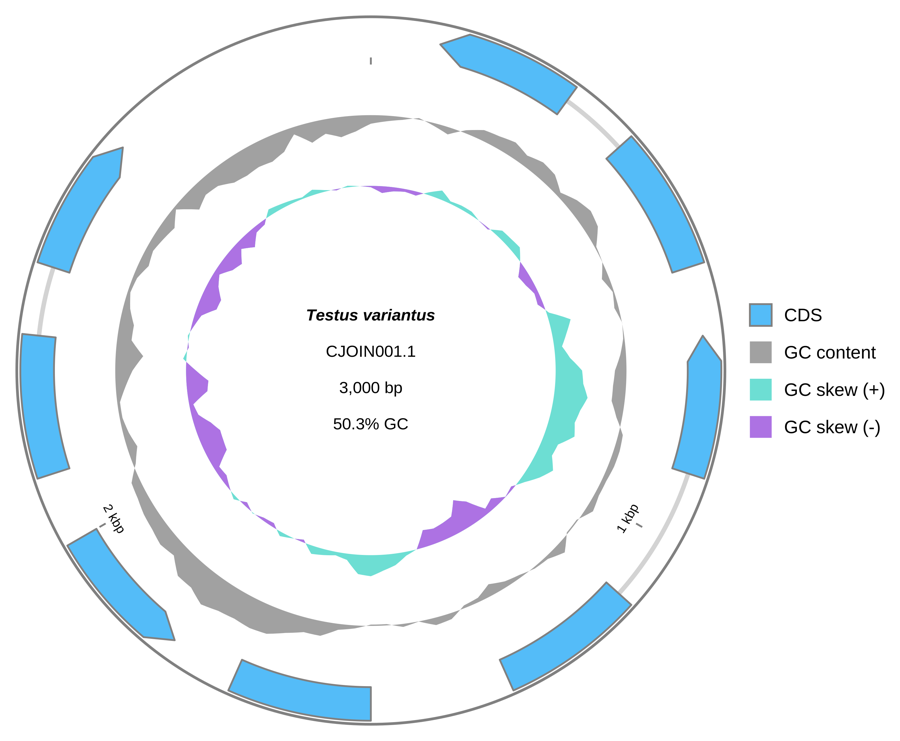 Testus variantus
CJOIN001.1
3,000 bp
50.3% GC
1 kbp
2 kbp
CDS
GC content
GC skew (+)
GC skew (-)